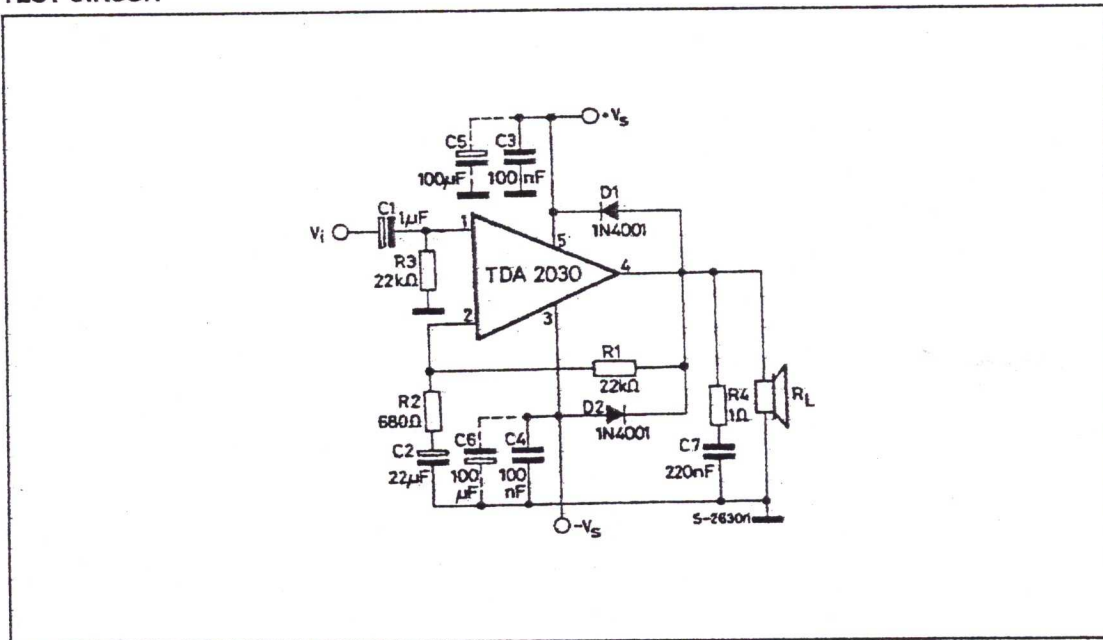 +Vs
C5
C3
100µF
100 nF
D1
1N4001
C1
1µF
Vi
1
5
R3
22kΩ
TDA 2030
4
2
3
R1
22kΩ
R2
680Ω
D2
1N4001
R4
1Ω
RL
C2
22µF
C6
100
µF
C4
100
nF
C7
220nF
-Vs